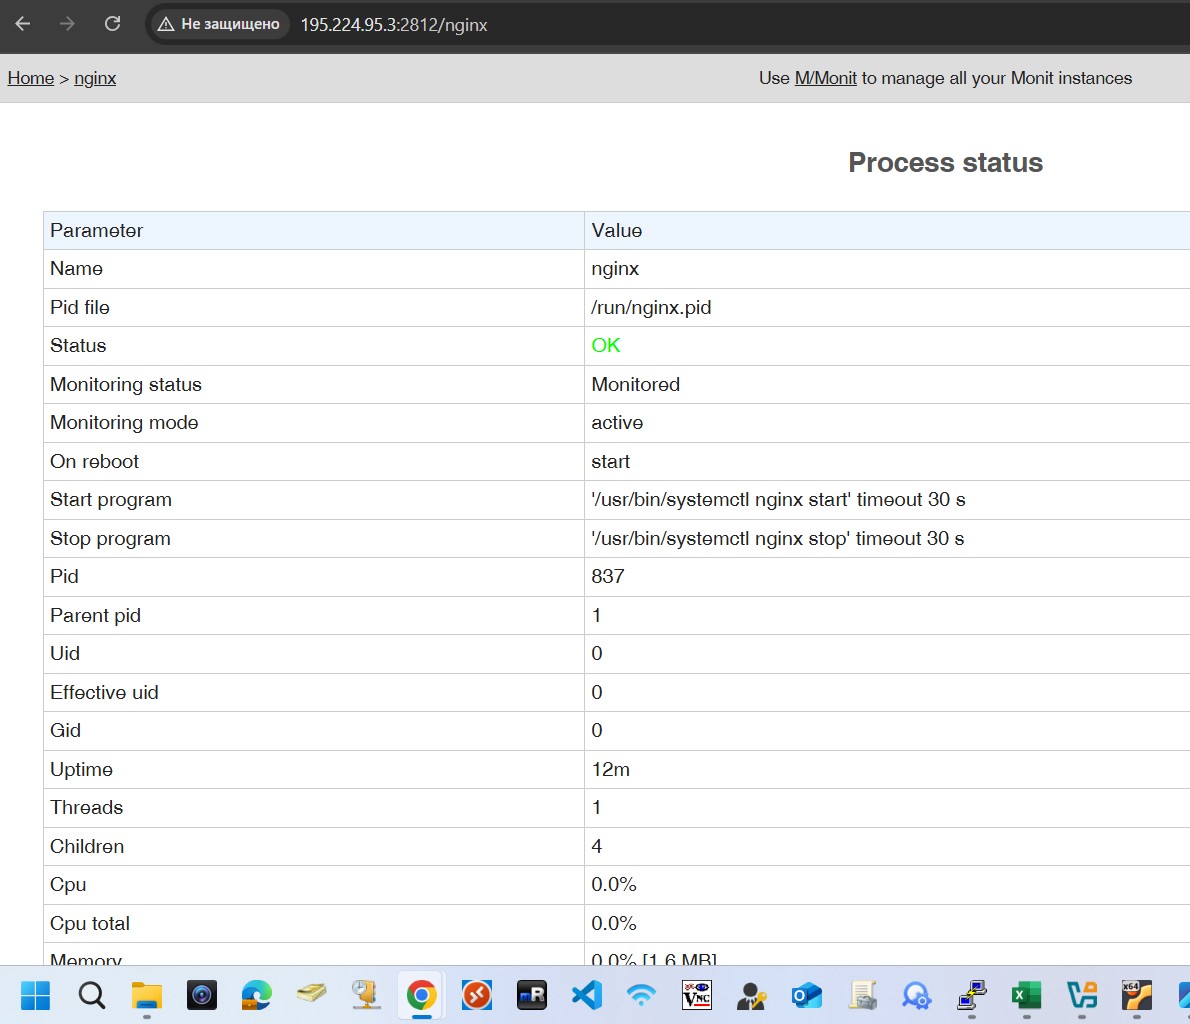 Не защищено 195.224.95.3:2812/nginx
Home > nginx
Use M/Monit to manage all your Monit instances
Process status
Parameter Value
Name nginx
Pid file /run/nginx.pid
Status OK
Monitoring status Monitored
Monitoring mode active
On reboot start
Start program '/usr/bin/systemctl nginx start' timeout 30 s
Stop program '/usr/bin/systemctl nginx stop' timeout 30 s
Pid 837
Parent pid 1
Uid 0
Effective uid 0
Gid 0
Uptime 12m
Threads 1
Children 4
Cpu 0.0%
Cpu total 0.0%
Memory 0.0% [1.6 MB]